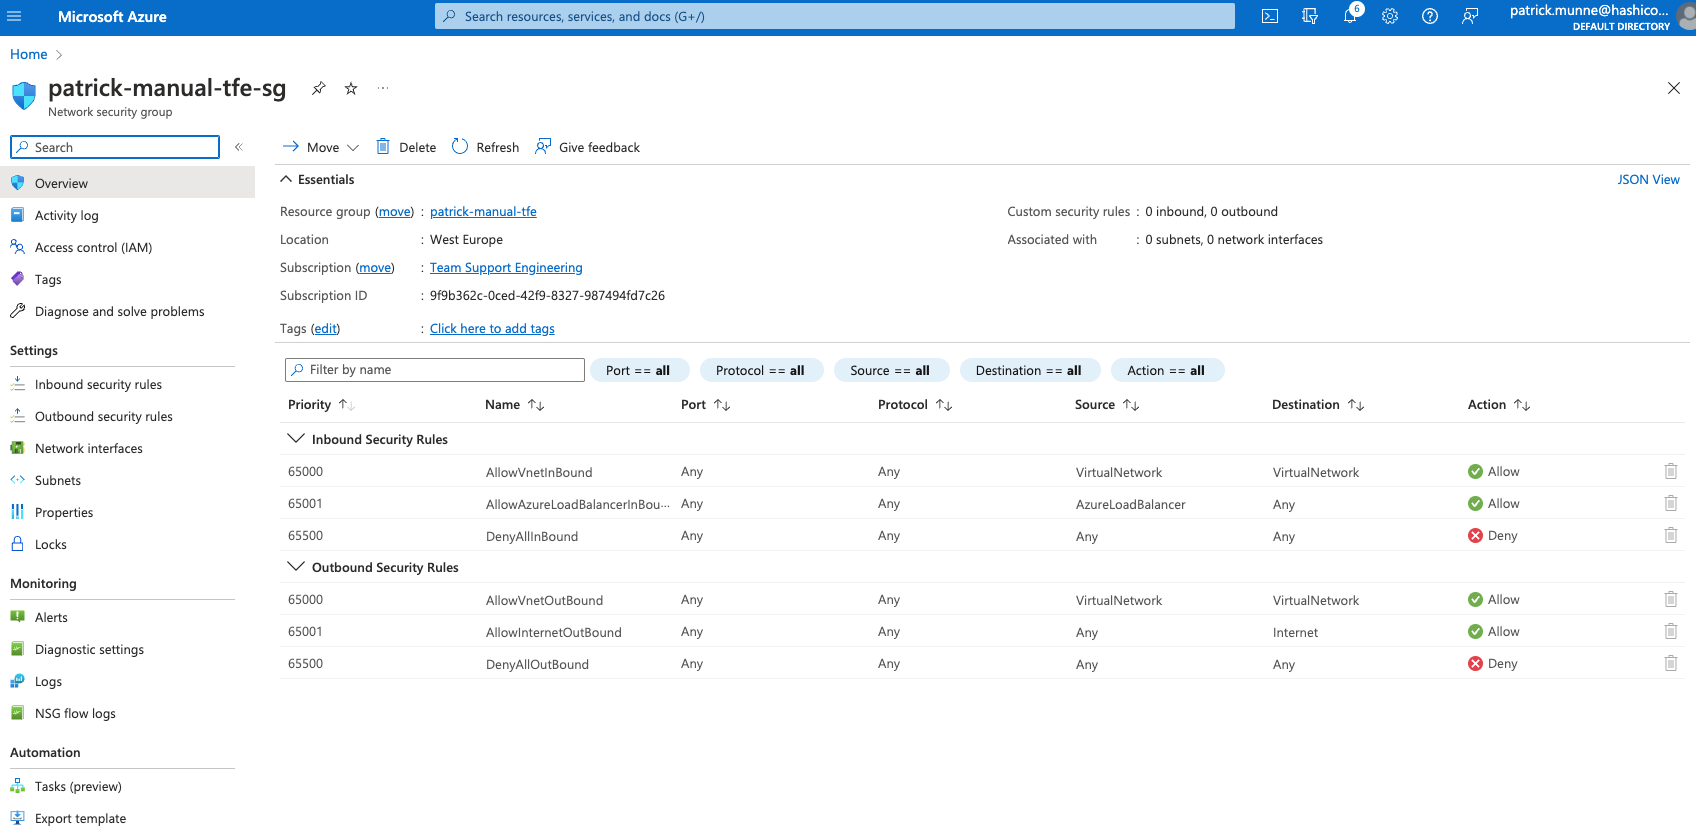 Microsoft Azure
Search resources, services, and docs (G+/)
6
patrick.munne@hashico...
DEFAULT DIRECTORY
Home
patrick-manual-tfe-sg
Network security group
Search
Overview
Activity log
Access control (IAM)
Tags
Diagnose and solve problems
Settings
Inbound security rules
Outbound security rules
Network interfaces
Subnets
Properties
Locks
Monitoring
Alerts
Diagnostic settings
Logs
NSG flow logs
Automation
Tasks (preview)
Export template
Move Delete Refresh Give feedback
Essentials JSON View
Resource group (move) : patrick-manual-tfe
Location : West Europe
Subscription (move) : Team Support Engineering
Subscription ID : 9f9b362c-0ced-42f9-8327-987494fd7c26
Tags (edit) : Click here to add tags
Custom security rules : 0 inbound, 0 outbound
Associated with : 0 subnets, 0 network interfaces
Filter by name Port == all Protocol == all Source == all Destination == all Action == all
Priority Name Port Protocol Source Destination Action
Inbound Security Rules
65000 AllowVnetInBound Any Any VirtualNetwork VirtualNetwork Allow
65001 AllowAzureLoadBalancerInBou... Any Any AzureLoadBalancer Any Allow
65500 DenyAllInBound Any Any Any Any Deny
Outbound Security Rules
65000 AllowVnetOutBound Any Any VirtualNetwork VirtualNetwork Allow
65001 AllowInternetOutBound Any Any Any Internet Allow
65500 DenyAllOutBound Any Any Any Any Deny